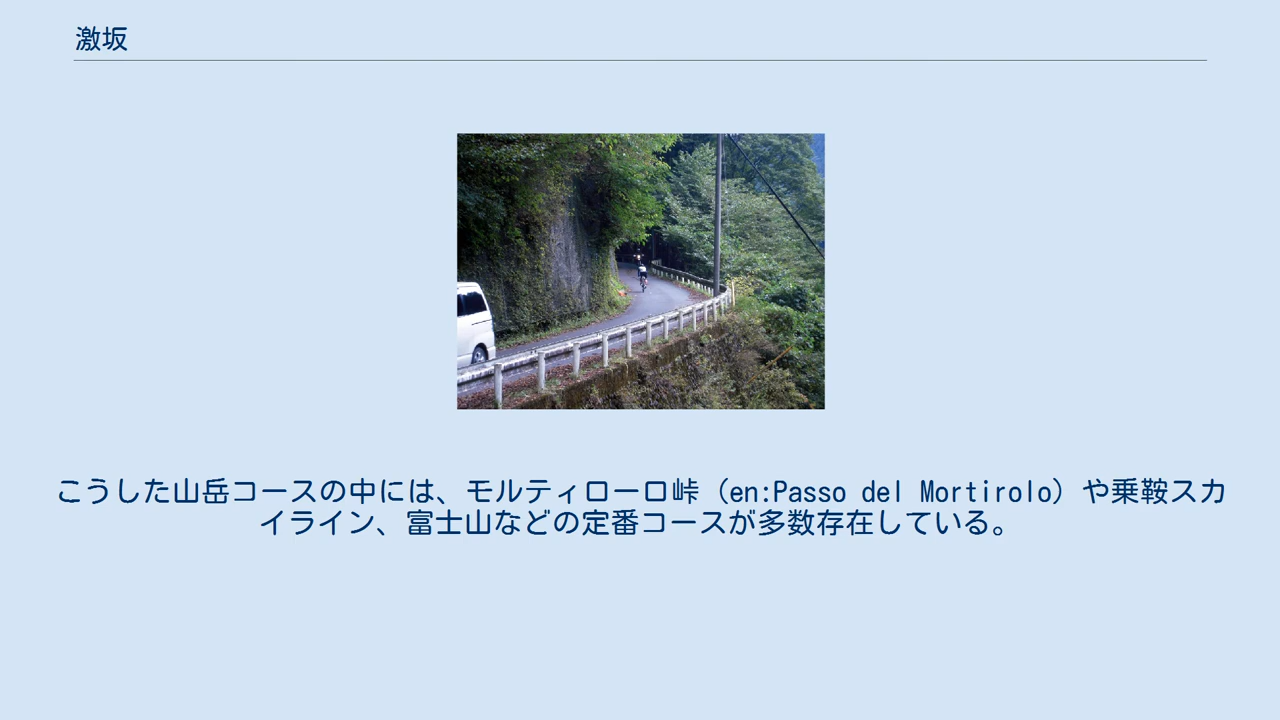 激坂
こうした山岳コースの中には、モルティローロ峠（en:Passo del Mortirolo）や乗鞍スカ
イライン、富士山などの定番コースが多数存在している。